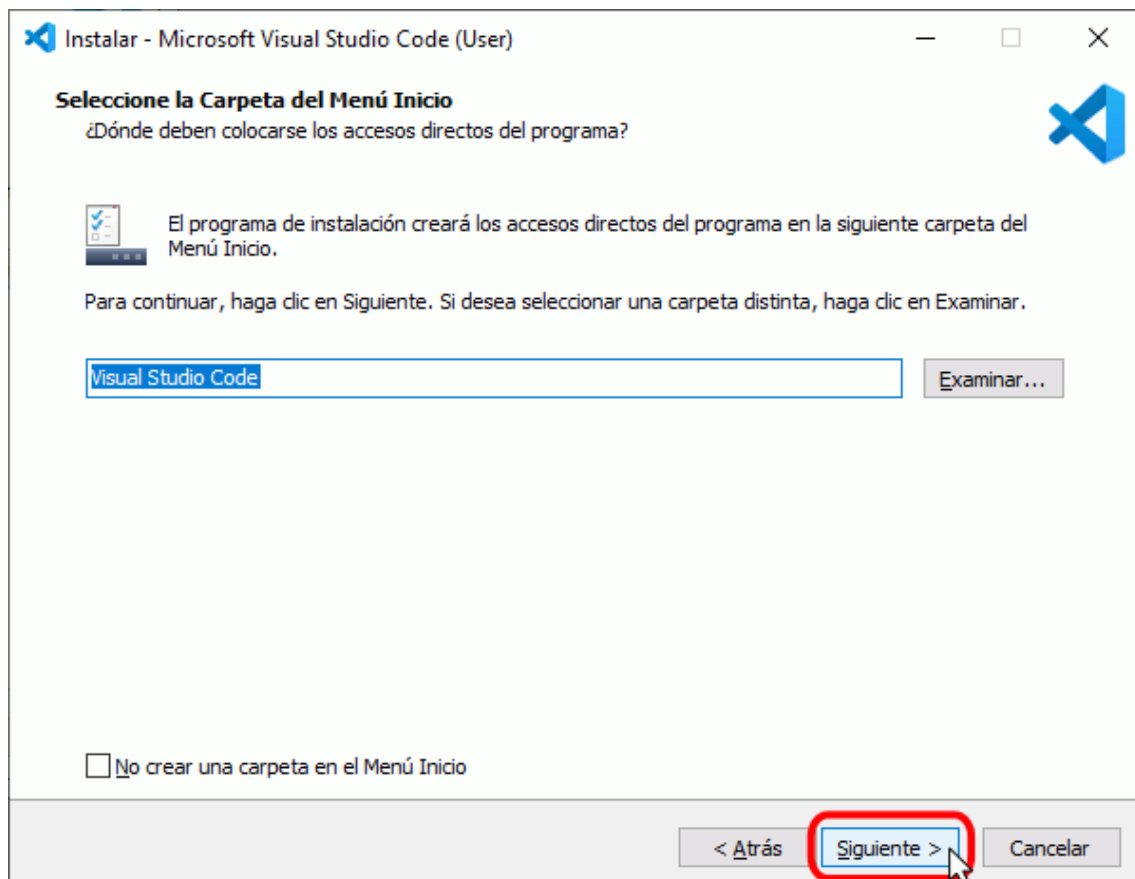 Instalar - Microsoft Visual Studio Code (User)
Seleccione la Carpeta del Menú Inicio
¿Dónde deben colocarse los accesos directos del programa?
El programa de instalación creará los accesos directos del programa en la siguiente carpeta del
Menú Inicio.
Para continuar, haga clic en Siguiente. Si desea seleccionar una carpeta distinta, haga clic en Examinar.
Visual Studio Code
Examinar...
No crear una carpeta en el Menú Inicio
< Atrás
Siguiente >
Cancelar